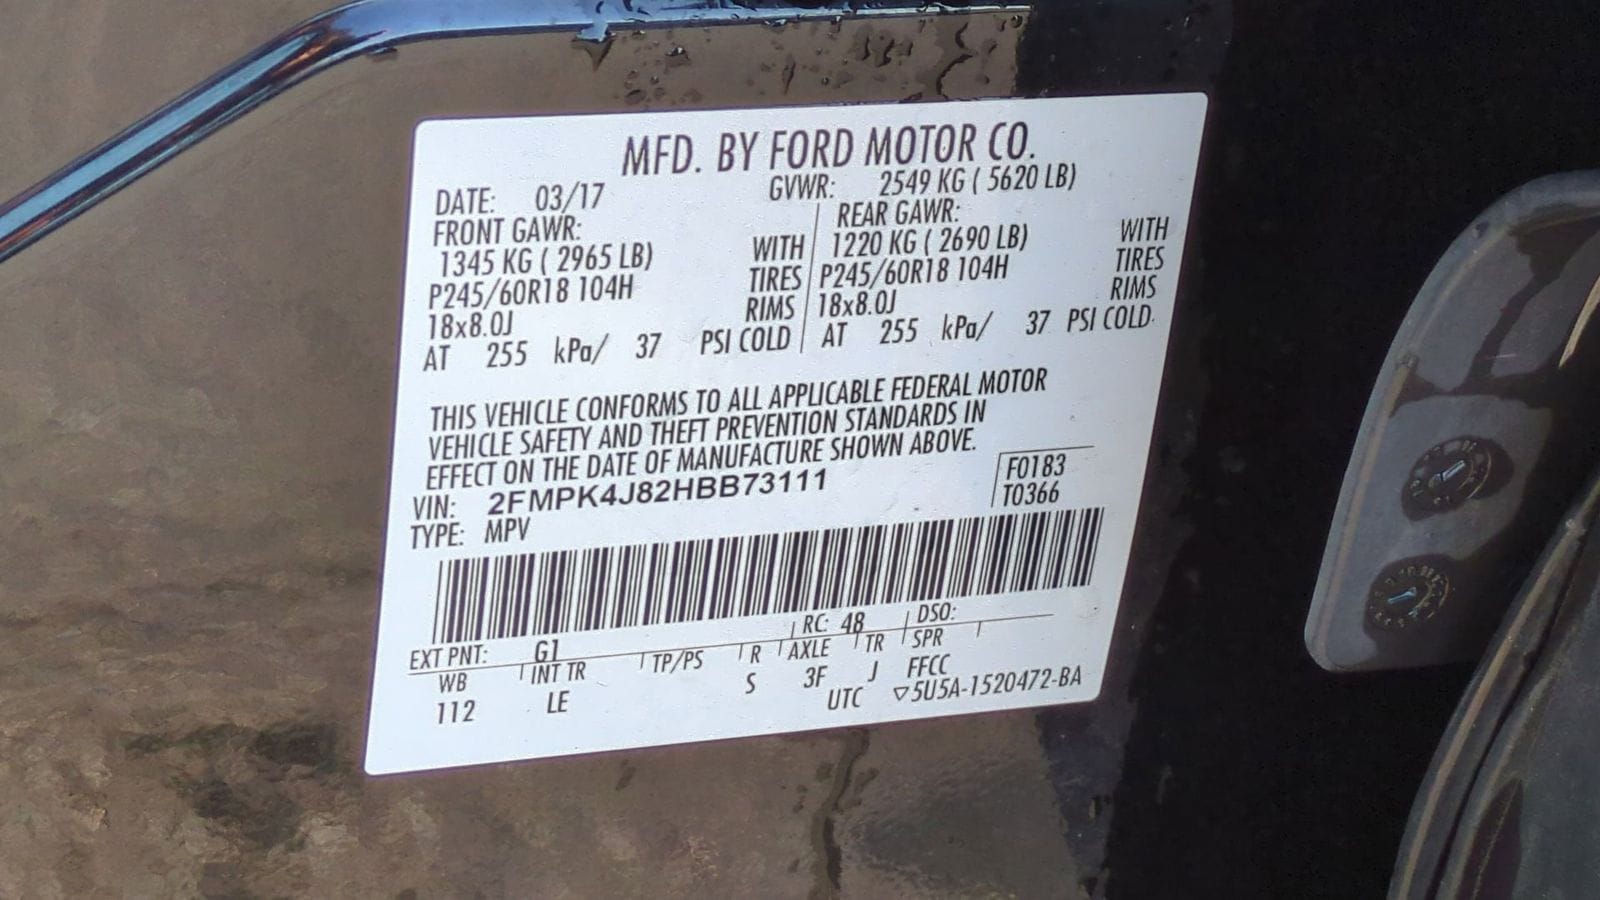 MFD. BY FORD MOTOR CO.
DATE: 03/17 GVWR: 2549 KG ( 5620 LB)
FRONT GAWR: REAR GAWR:
1345 KG ( 2965 LB) WITH 1220 KG ( 2690 LB) WITH
P245/60R18 104H TIRES P245/60R18 104H TIRES
18x8.0J RIMS 18x8.0J RIMS
AT 255 kPa/ 37 PSI COLD AT 255 kPa/ 37 PSI COLD
THIS VEHICLE CONFORMS TO ALL APPLICABLE FEDERAL MOTOR
VEHICLE SAFETY AND THEFT PREVENTION STANDARDS IN
EFFECT ON THE DATE OF MANUFACTURE SHOWN ABOVE.
VIN: 2FMPK4J82HBB73111 F0183
TYPE: MPV T0366
EXT PNT: G1 RC: 48 DSO:
WB INT TR TP/PS R AXLE TR SPR
112 LE S 3F J FFCC
UTC ▽5U5A-1520472-BA